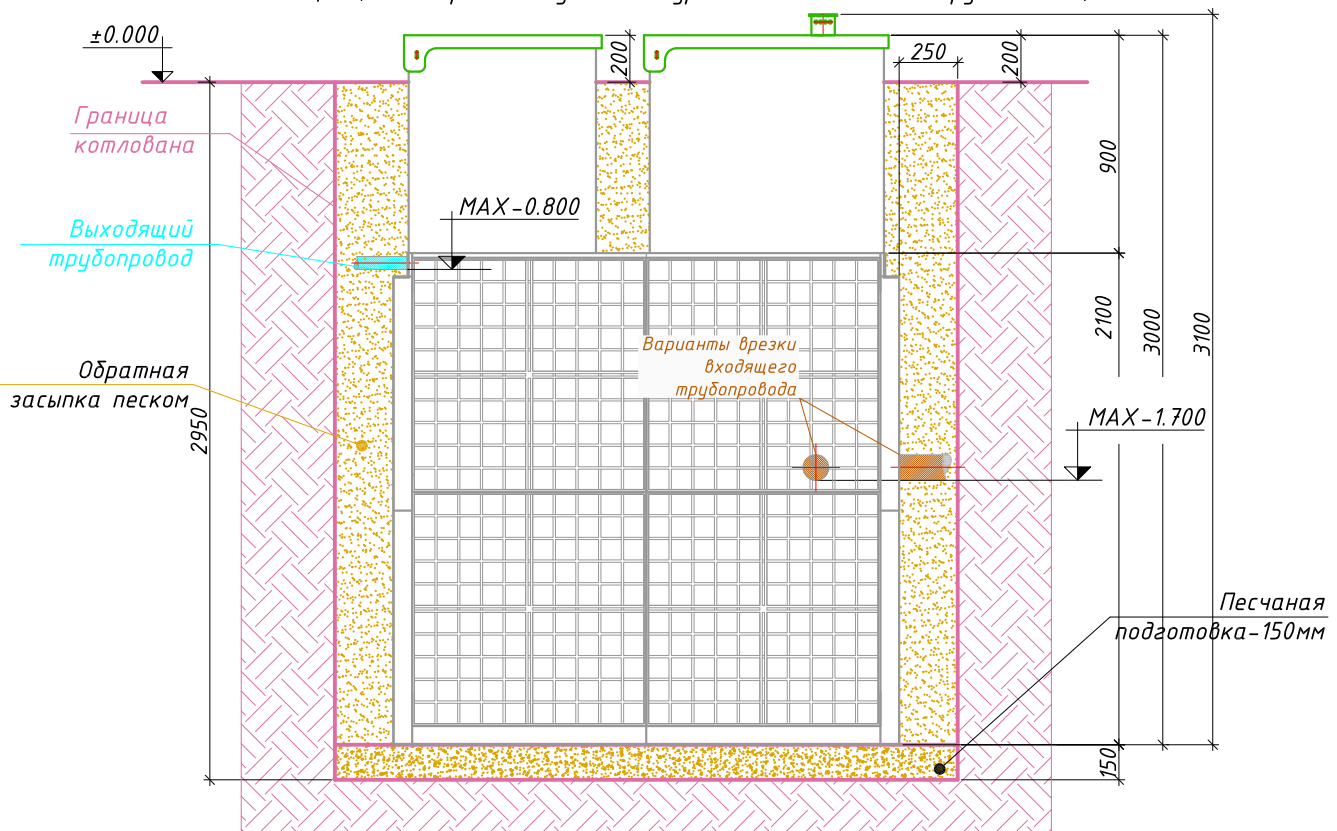 ±0.000
200
250
200
Граница
котлована
900
MAX-0.800
Выходящий
трубопровод
2100
3000
3100
Варианты врезки
входящего
трубопровода
Обратная
засыпка песком
2950
MAX-1.700
Песчаная
подготовка-150мм
150